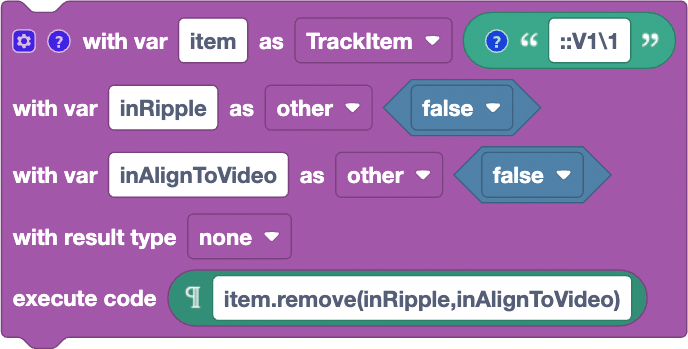 ? with var item as TrackItem ? “ ::V1\1 ”
with var inRipple as other false
with var inAlignToVideo as other false
with result type none
execute code ¶ item.remove(inRipple,inAlignToVideo)